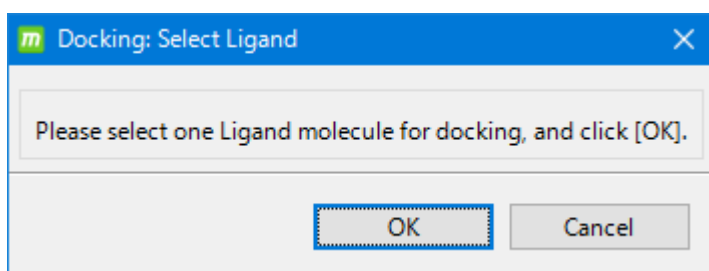 m Docking: Select Ligand
Please select one Ligand molecule for docking, and click [OK].
OK Cancel